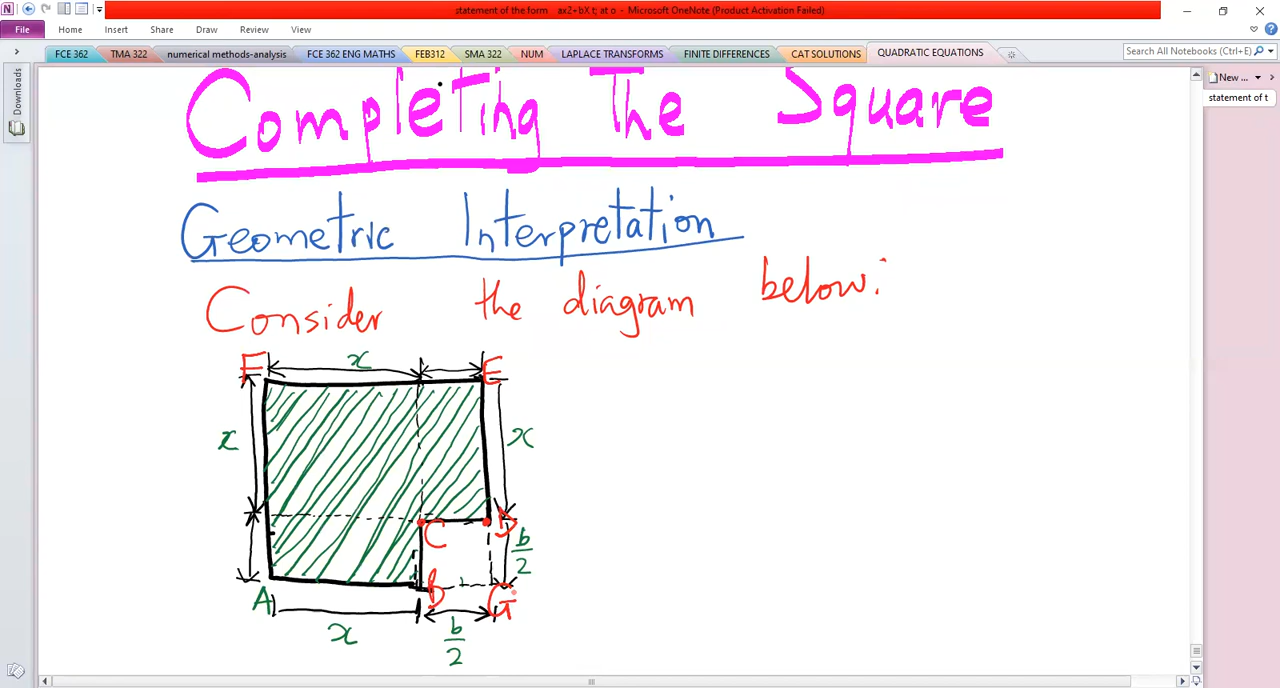 statement of the form ax2+bX t; at o - Microsoft OneNote (Product Activation Failed)
File Home Insert Share Draw Review View
FCE 362 TMA 322 numerical methods-analysis FCE 362 ENG MATHS FEB312 SMA 322 NUM LAPLACE TRANSFORMS FINITE DIFFERENCES CAT SOLUTIONS QUADRATIC EQUATIONS Search All Notebooks (Ctrl+E)
Downloads
New
statement of t
Completing The Square
Geometric Interpretation
Consider the diagram below:
F x E
x x
C D
b/2
A B G
x b/2